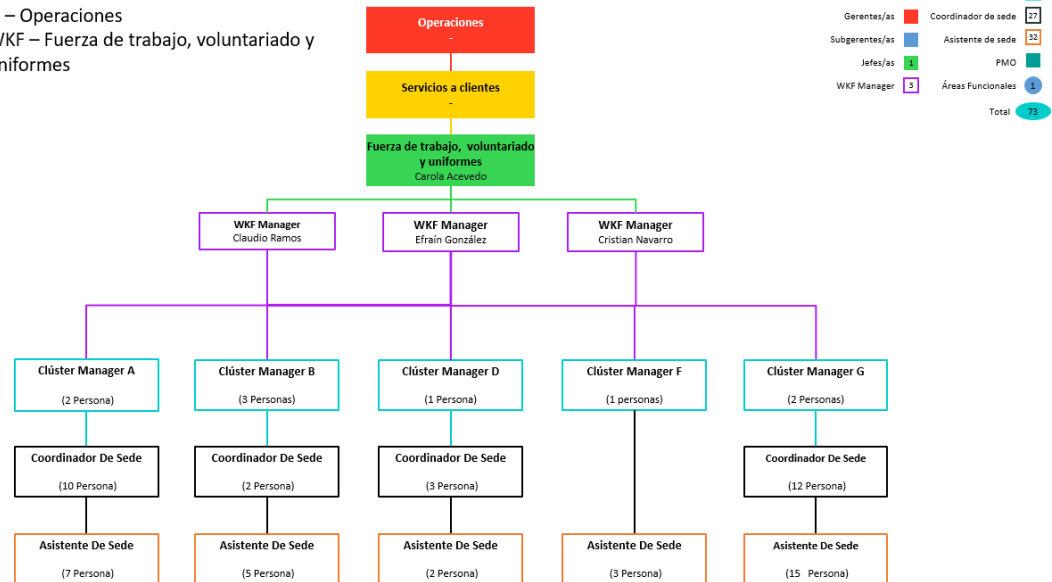 – Operaciones
WKF – Fuerza de trabajo, voluntariado y
uniformes
Operaciones
-
Servicios a clientes
-
Fuerza de trabajo, voluntariado
y uniformes
Carola Acevedo
Gerentes/as
Coordinador de sede 27
Subgerentes/as
Asistente de sede 32
Jefes/as 1
PMO
WKF Manager 3
Áreas Funcionales 1
Total 73
WKF Manager
Claudio Ramos
WKF Manager
Efraín González
WKF Manager
Cristian Navarro
Clúster Manager A
(2 Persona)
Clúster Manager B
(3 Personas)
Clúster Manager D
(1 Persona)
Clúster Manager F
(1 personas)
Clúster Manager G
(2 Personas)
Coordinador De Sede
(10 Persona)
Coordinador De Sede
(2 Persona)
Coordinador De Sede
(3 Persona)
Coordinador De Sede
(12 Persona)
Asistente De Sede
(7 Persona)
Asistente De Sede
(5 Persona)
Asistente De Sede
(2 Persona)
Asistente De Sede
(3 Persona)
Asistente De Sede
(15 Persona)